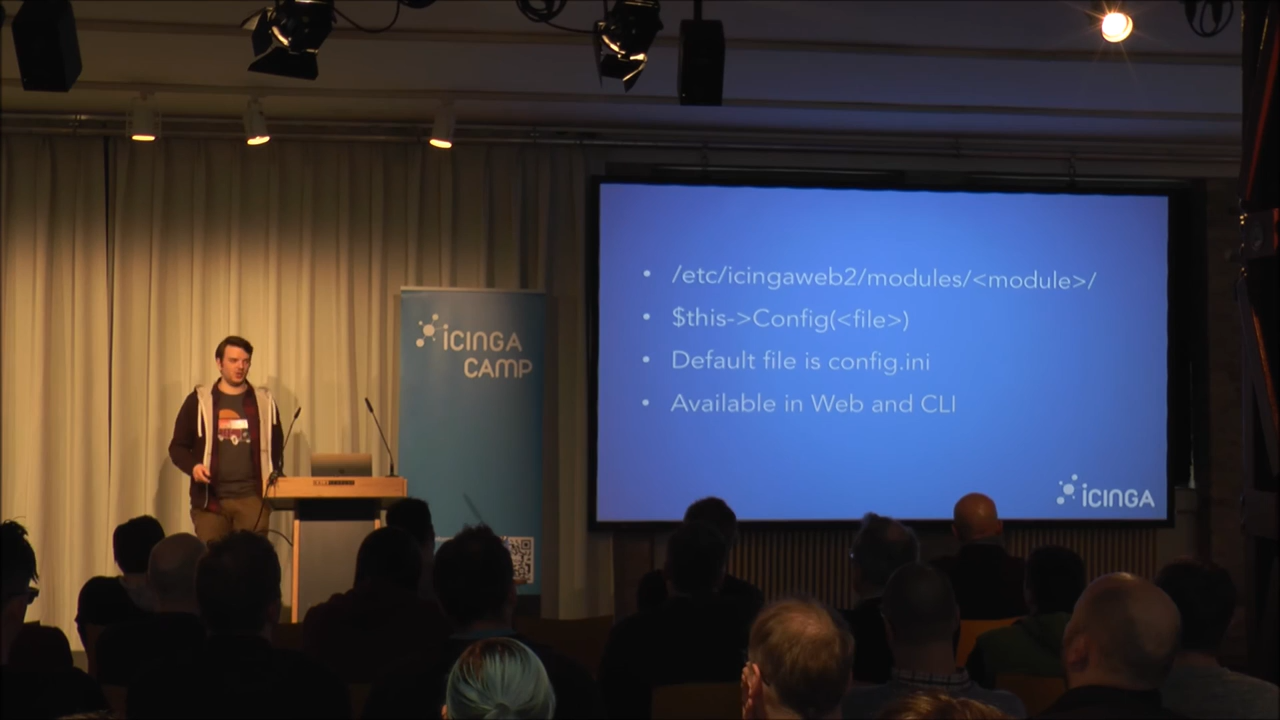 ICINGA
CAMP
• /etc/icingaweb2/modules/<module>/
• $this->Config(<file>)
• Default file is config.ini
• Available in Web and CLI
ICINGA